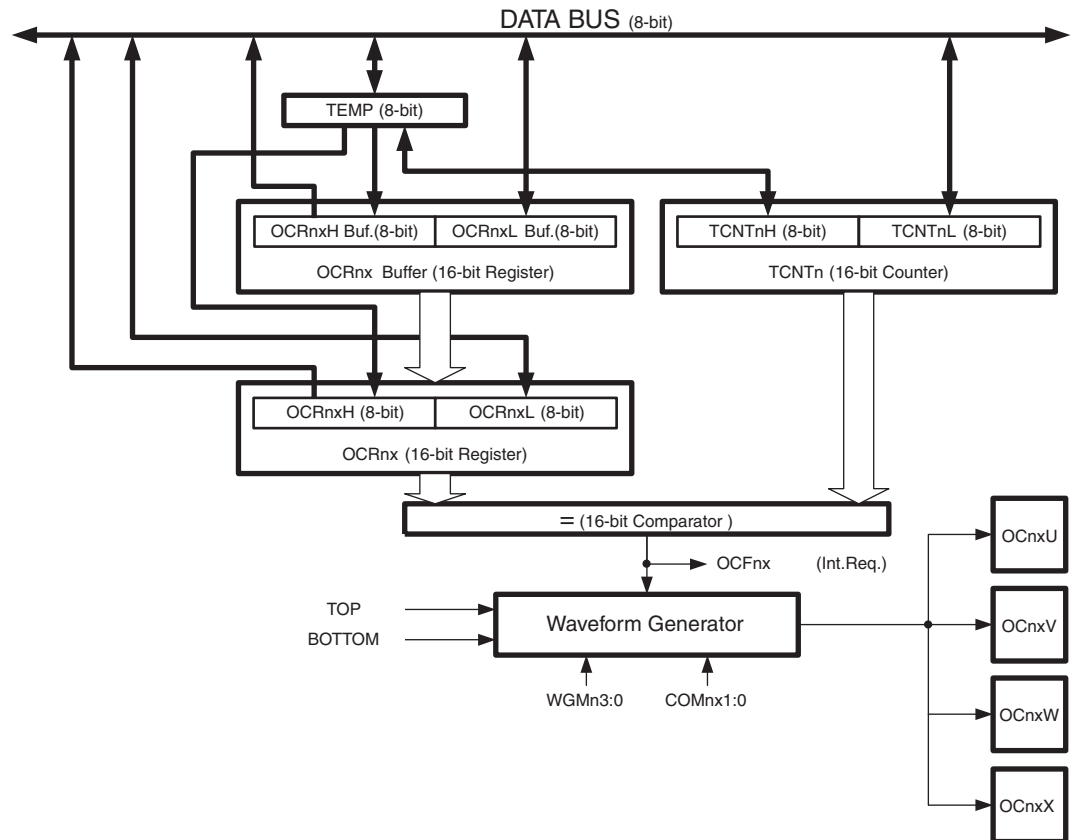 DATA BUS (8-bit)
TEMP (8-bit)
OCRnxH Buf.(8-bit) OCRnxL Buf.(8-bit) TCNTnH (8-bit) TCNTnL (8-bit)
OCRnx Buffer (16-bit Register) TCNTn (16-bit Counter)
OCRnxH (8-bit) OCRnxL (8-bit)
OCRnx (16-bit Register)
= (16-bit Comparator )
OCFnx (Int.Req.)
OCnxU
TOP
BOTTOM
Waveform Generator
OCnxV
WGMn3:0 COMnx1:0
OCnxW
OCnxX